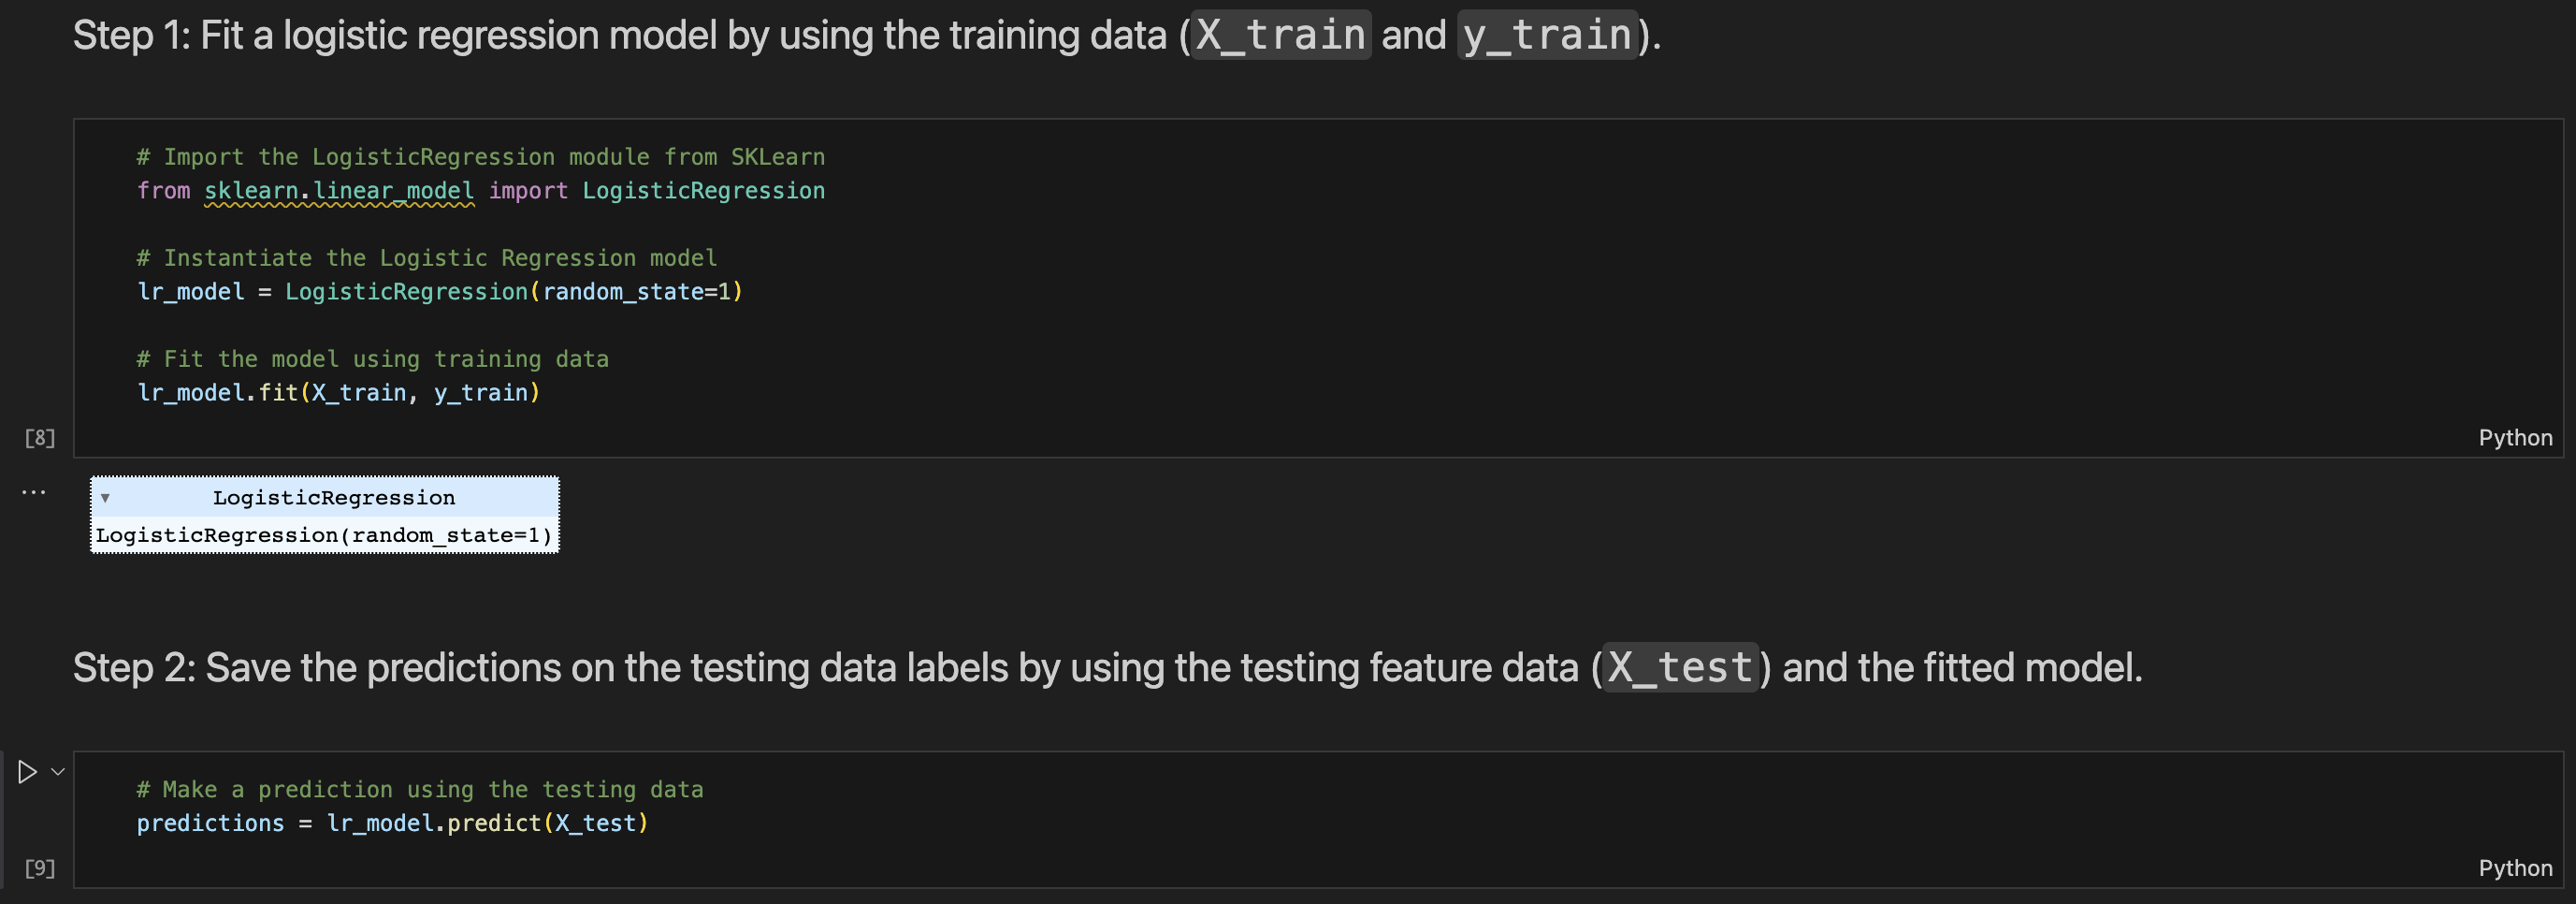 Step 1: Fit a logistic regression model by using the training data (X_train and y_train).
# Import the LogisticRegression module from SKLearn
from sklearn.linear_model import LogisticRegression
# Instantiate the Logistic Regression model
lr_model = LogisticRegression(random_state=1)
# Fit the model using training data
lr_model.fit(X_train, y_train)
[8]
Python
...
▼ LogisticRegression
LogisticRegression(random_state=1)
Step 2: Save the predictions on the testing data labels by using the testing feature data (X_test) and the fitted model.
# Make a prediction using the testing data
predictions = lr_model.predict(X_test)
[9]
Python